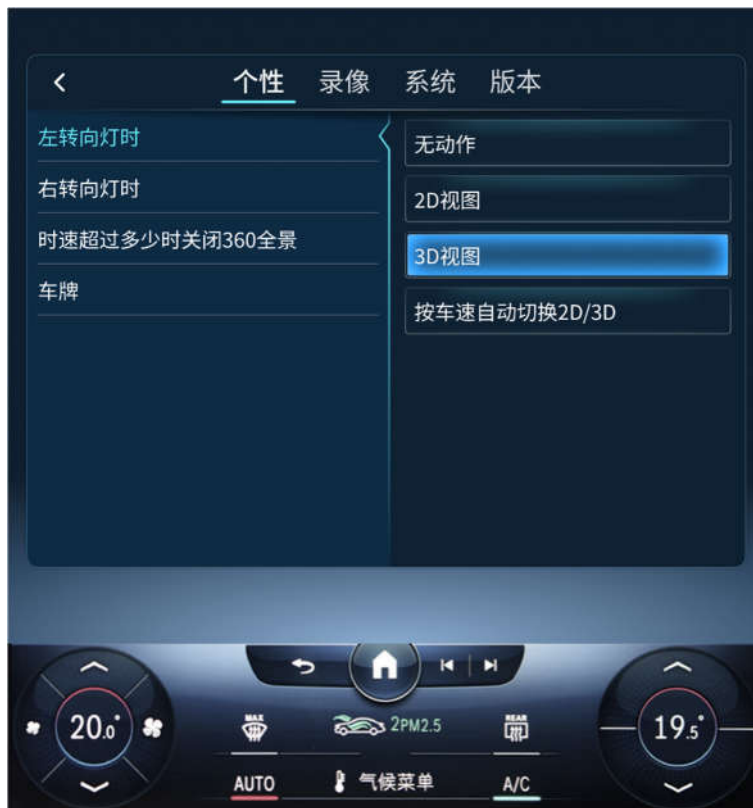 个性 录像 系统 版本
左转向灯时
右转向灯时
时速超过多少时关闭360全景
车牌
无动作
2D视图
3D视图
按车速自动切换2D/3D
20.0°
MAX
2PM2.5
REAR
19.5°
AUTO
气候菜单
A/C